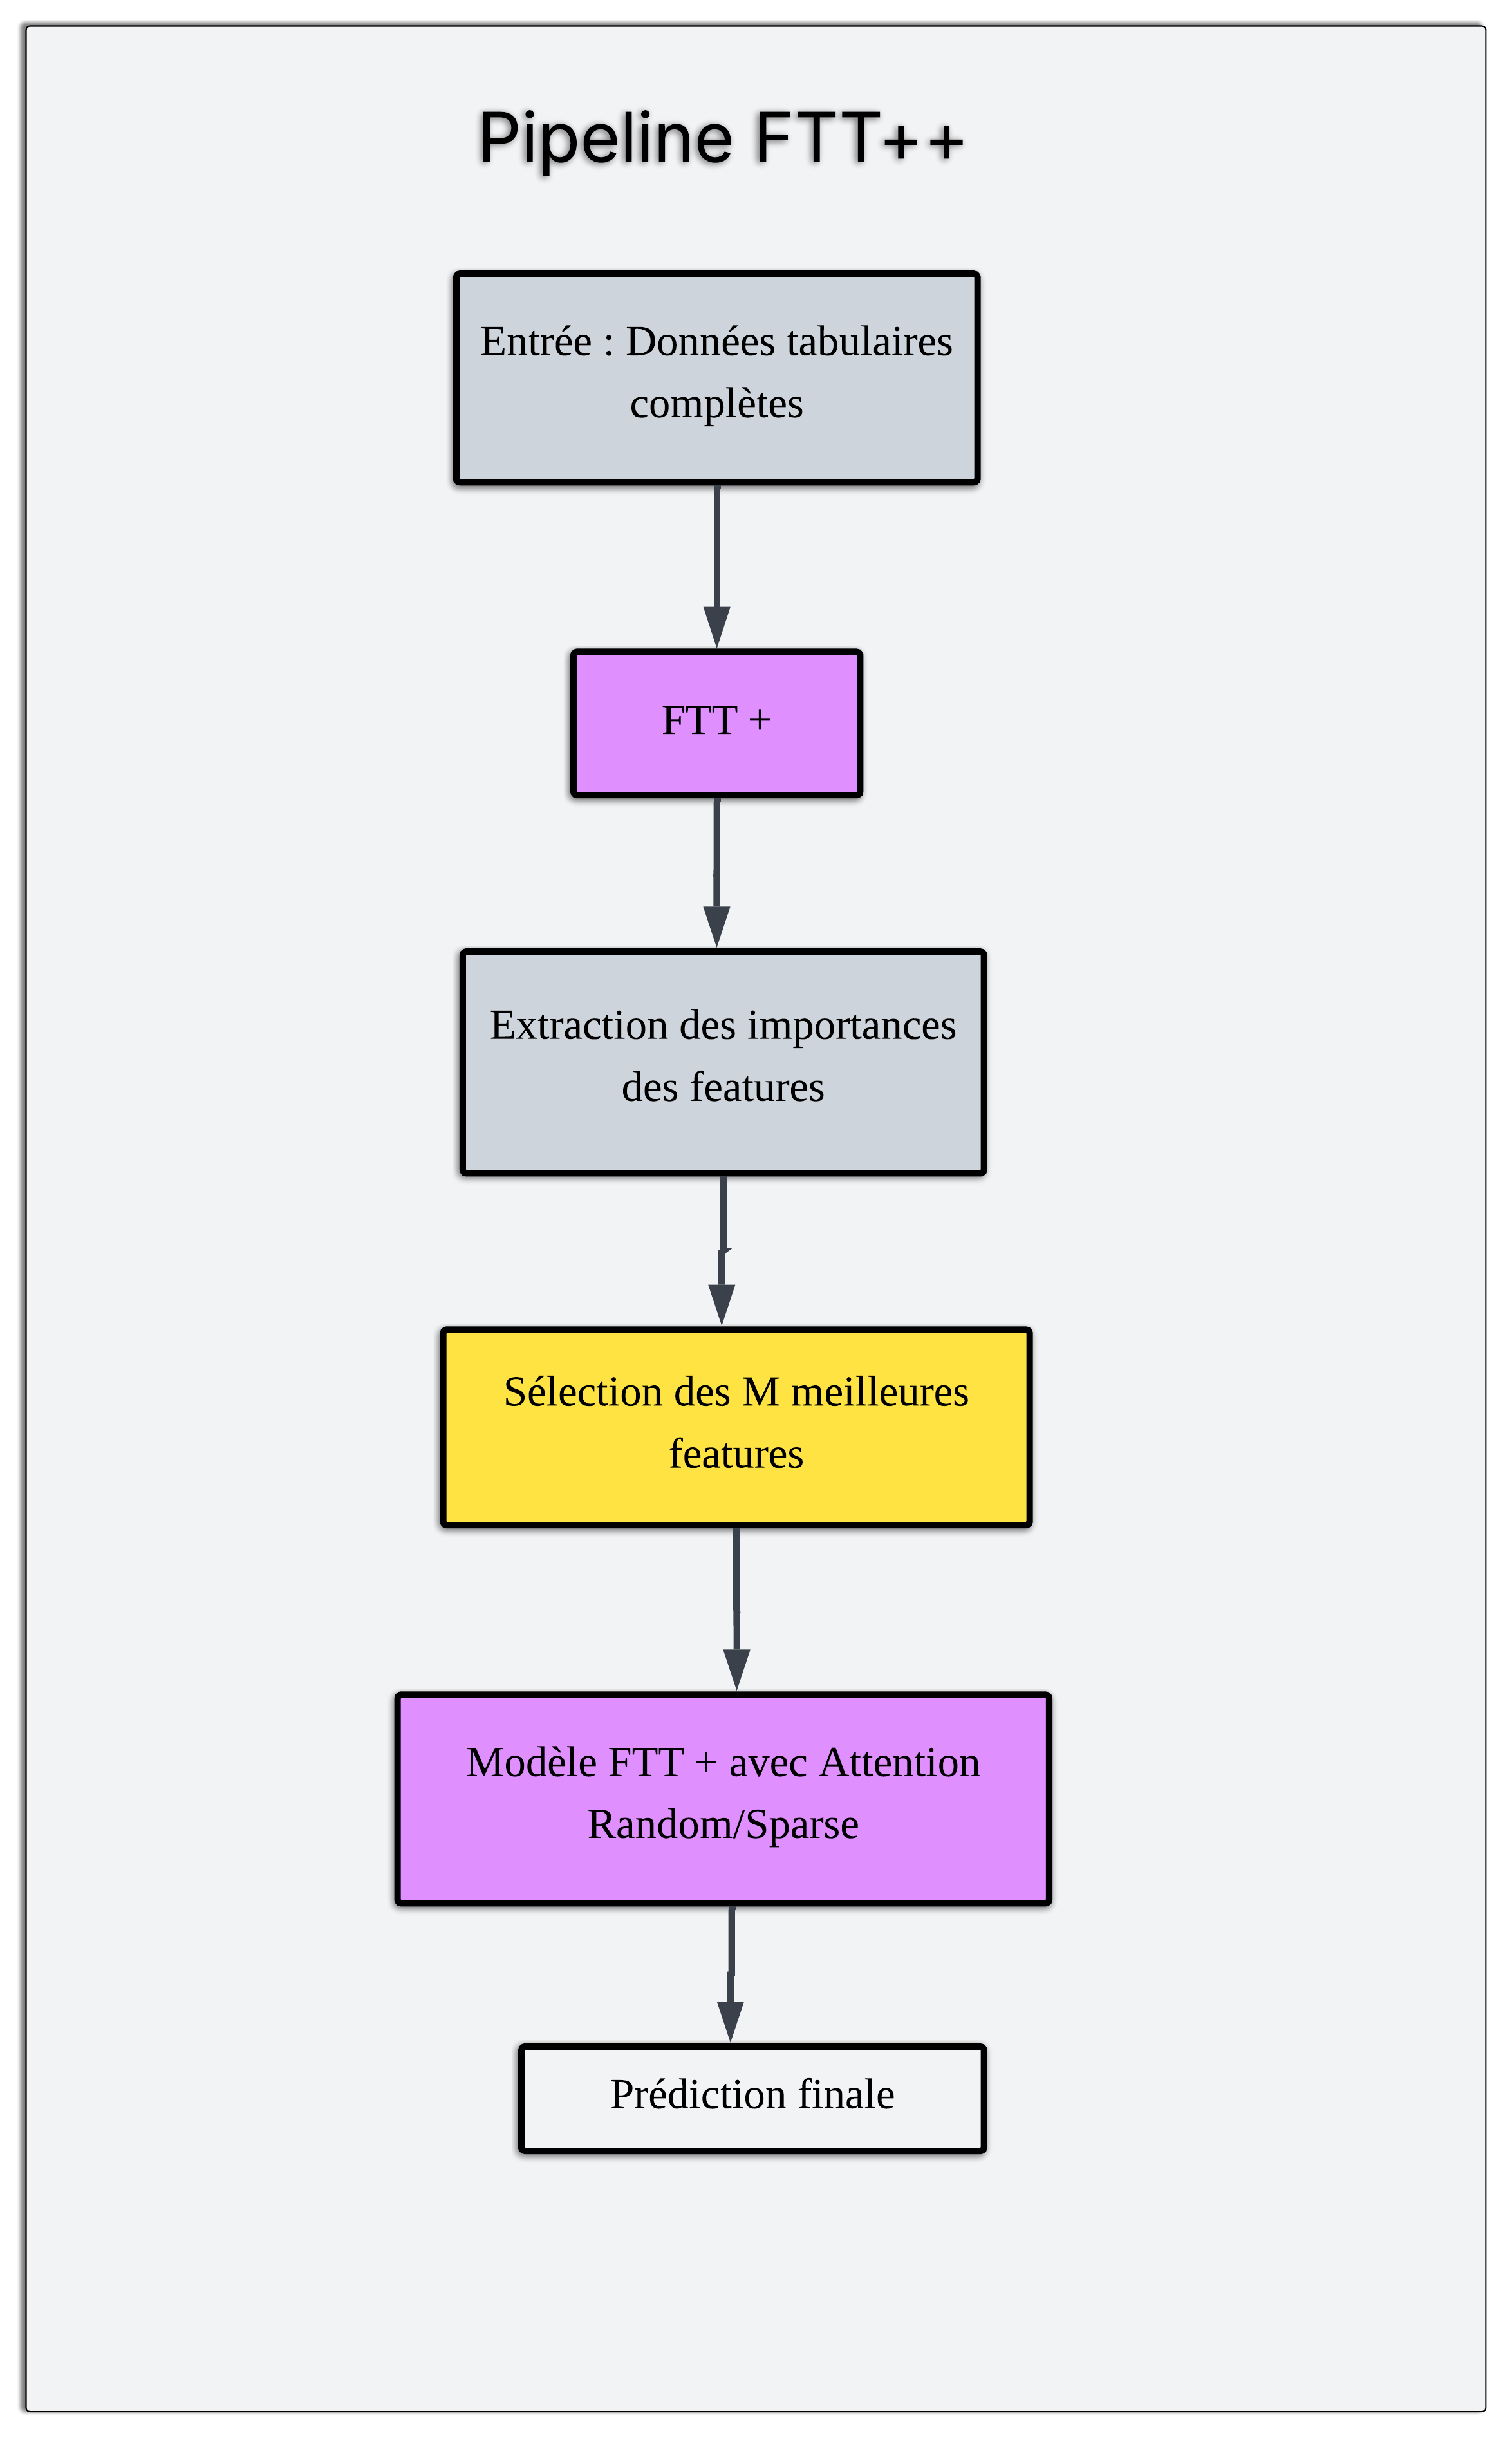 Pipeline FTT++
Entrée : Données tabulaires
complètes
FTT +
Extraction des importances
des features
Sélection des M meilleures
features
Modèle FTT + avec Attention
Random/Sparse
Prédiction finale